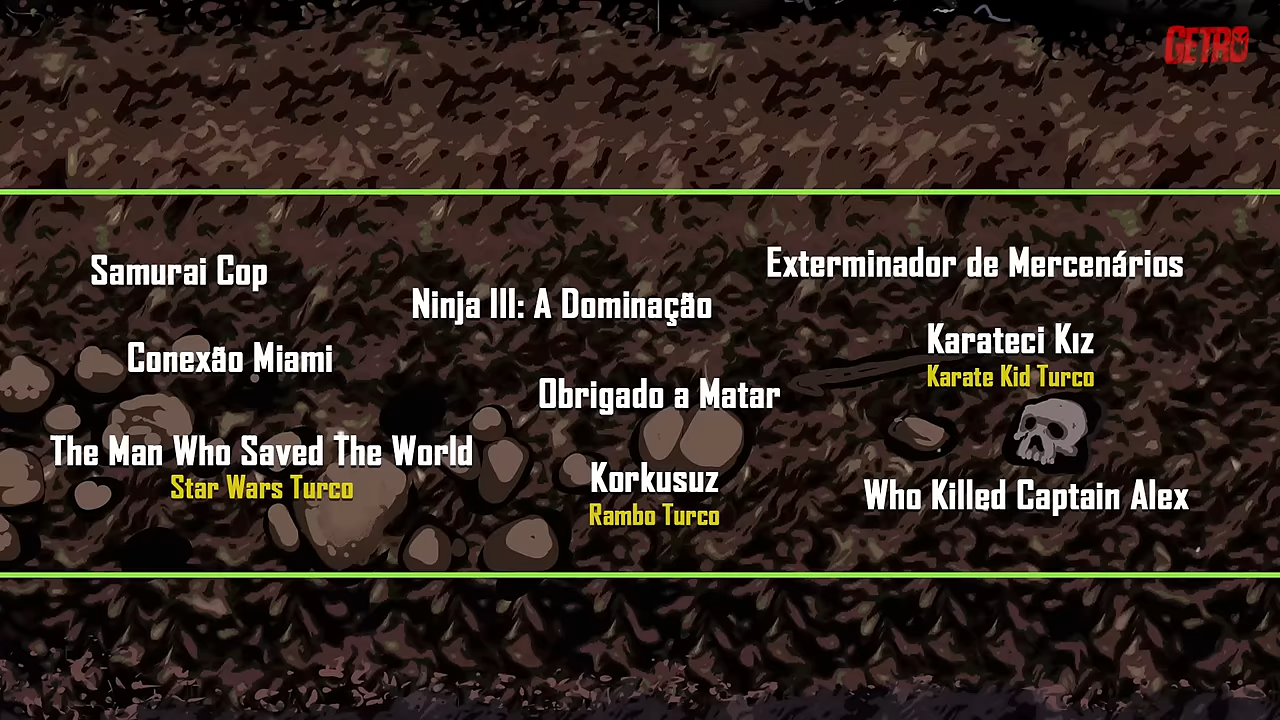 GETRO
Samurai Cop
Exterminador de Mercenários
Ninja III: A Dominação
Conexão Miami
Karateci Kız
Karate Kid Turco
Obrigado a Matar
The Man Who Saved The World
Star Wars Turco
Korkusuz
Rambo Turco
Who Killed Captain Alex